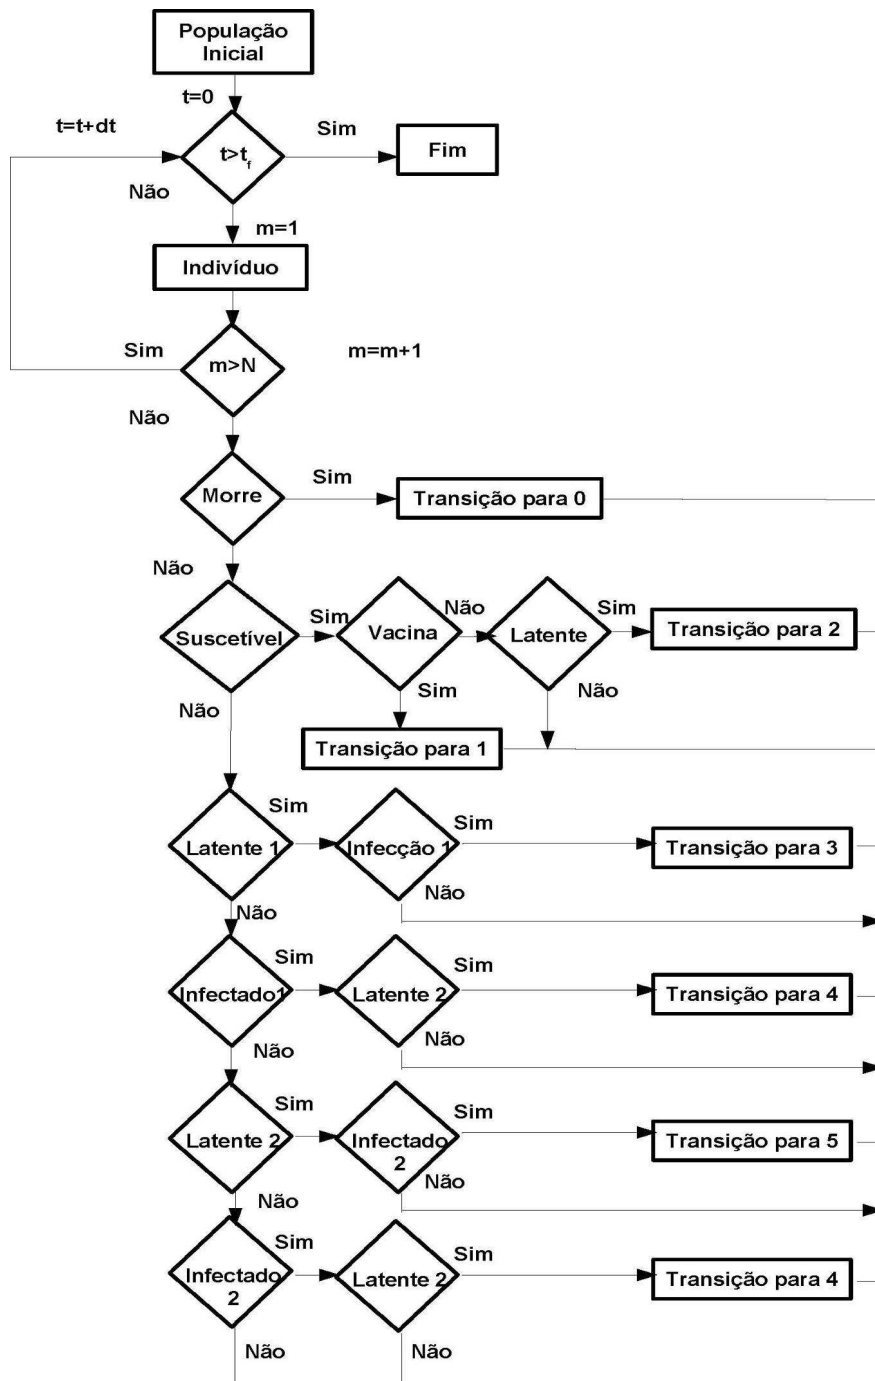 População
Inicial
t=0
t=t+dt
Sim
t>tf
Fim
Não
m=1
Indivíduo
Sim
m>N
m=m+1
Não
Sim
Morre
Transição para 0
Não
Sim
Vacina
Não
Sim
Suscetível
Latente
Transição para 2
Sim
Não
Não
Transição para 1
Sim
Sim
Latente 1
Infecção 1
Transição para 3
Não
Não
Sim
Sim
Infectado1
Latente 2
Transição para 4
Não
Não
Sim
Sim
Latente 2
Infectado
2
Transição para 5
Não
Não
Sim
Sim
Infectado
2
Latente 2
Transição para 4
Não
Não